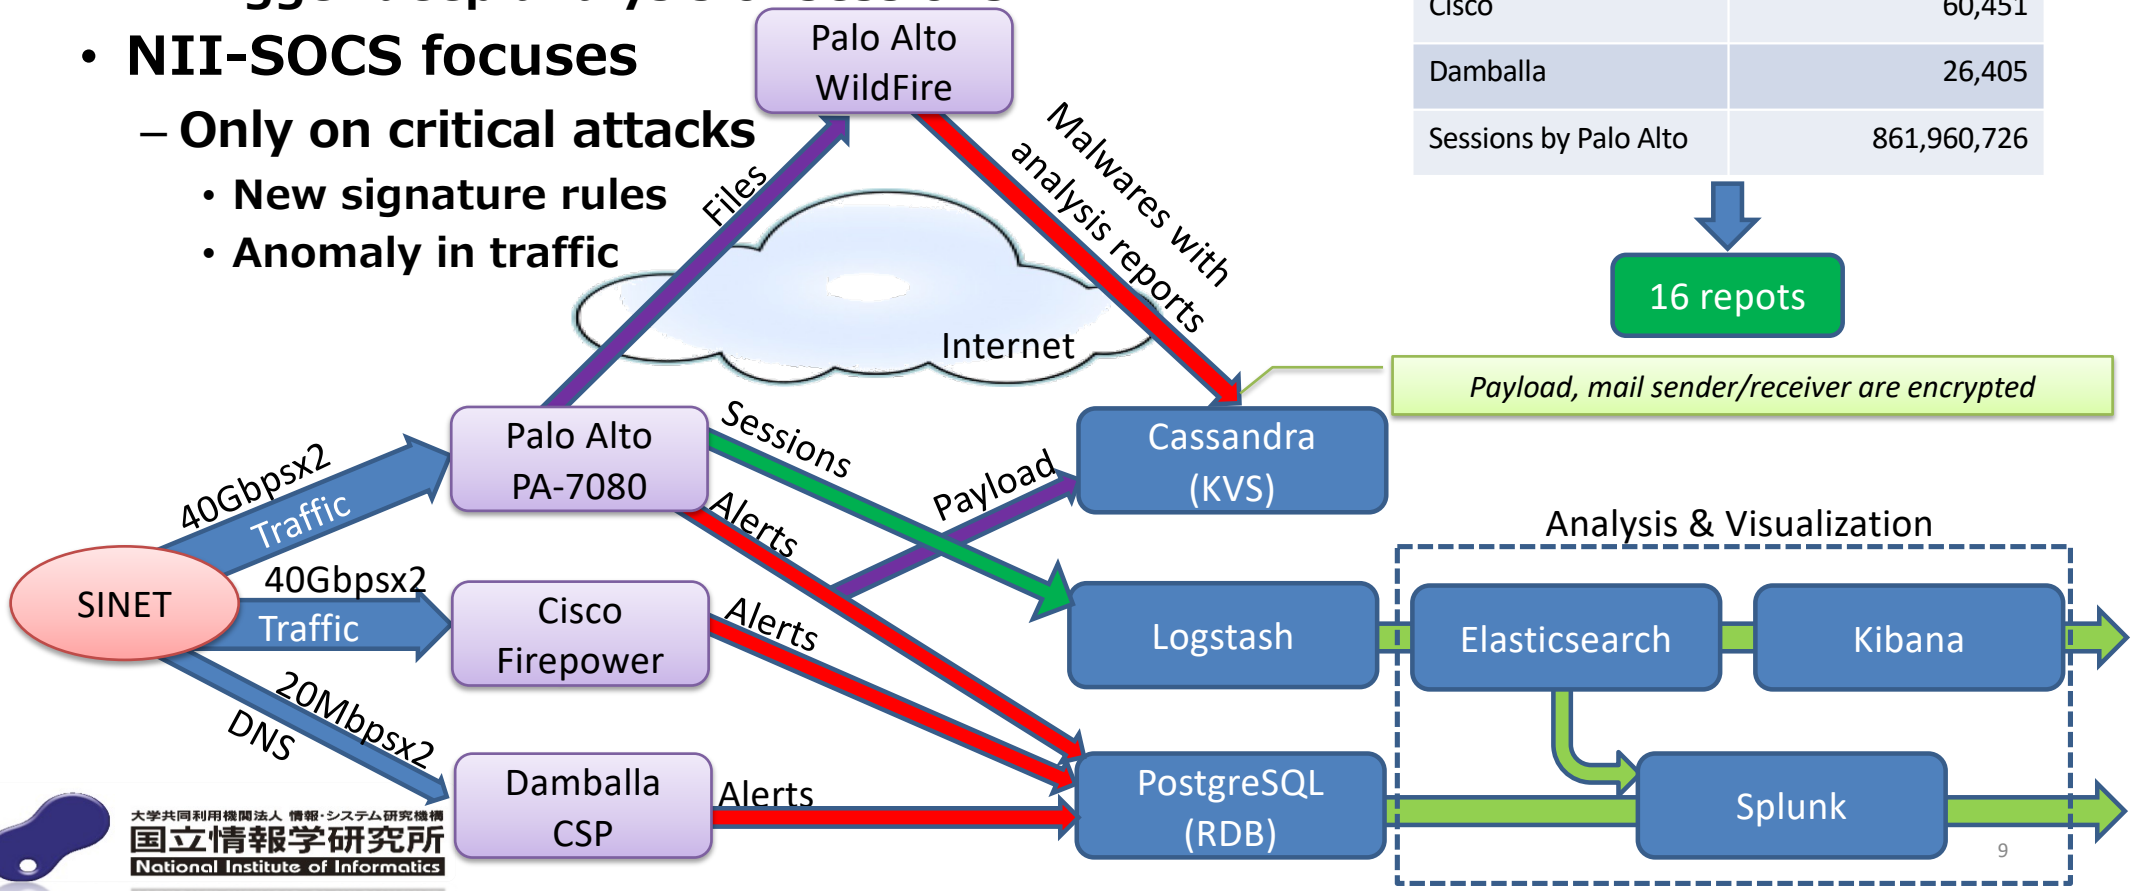 • NII-SOCS focuses
– Only on critical attacks
• New signature rules
• Anomaly in traffic
Palo Alto
WildFire
Cisco 60,451
Damballa 26,405
Sessions by Palo Alto 861,960,726
16 repots
Files
Malwares with
analysis reports
Internet
Payload, mail sender/receiver are encrypted
Palo Alto
PA-7080
Sessions
Alerts
Payload
Cassandra
(KVS)
40Gbpsx2
Traffic
SINET
40Gbpsx2
Traffic
Cisco
Firepower
Alerts
Logstash
Analysis & Visualization
Elasticsearch
Kibana
20Mbpsx2
DNS
Damballa
CSP
Alerts
PostgreSQL
(RDB)
Splunk
大学共同利用機関法人 情報・システム研究機構
国立情報学研究所
National Institute of Informatics
9